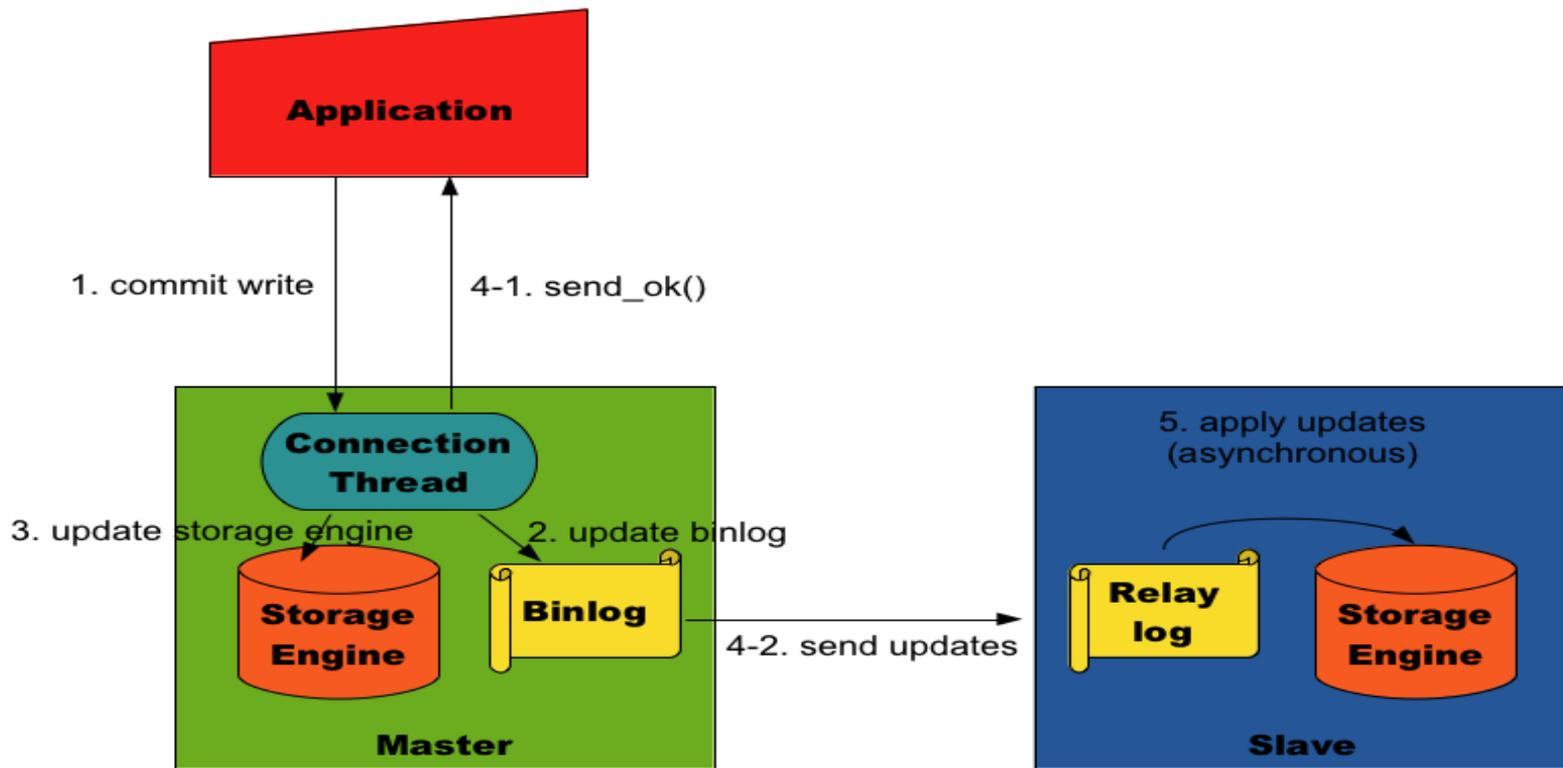 Application
1. commit write
4-1. send_ok()
Connection
Thread
3. update storage engine
2. update binlog
Storage
Engine
Binlog
4-2. send updates
Master
5. apply updates
(asynchronous)
Relay
log
Storage
Engine
Slave